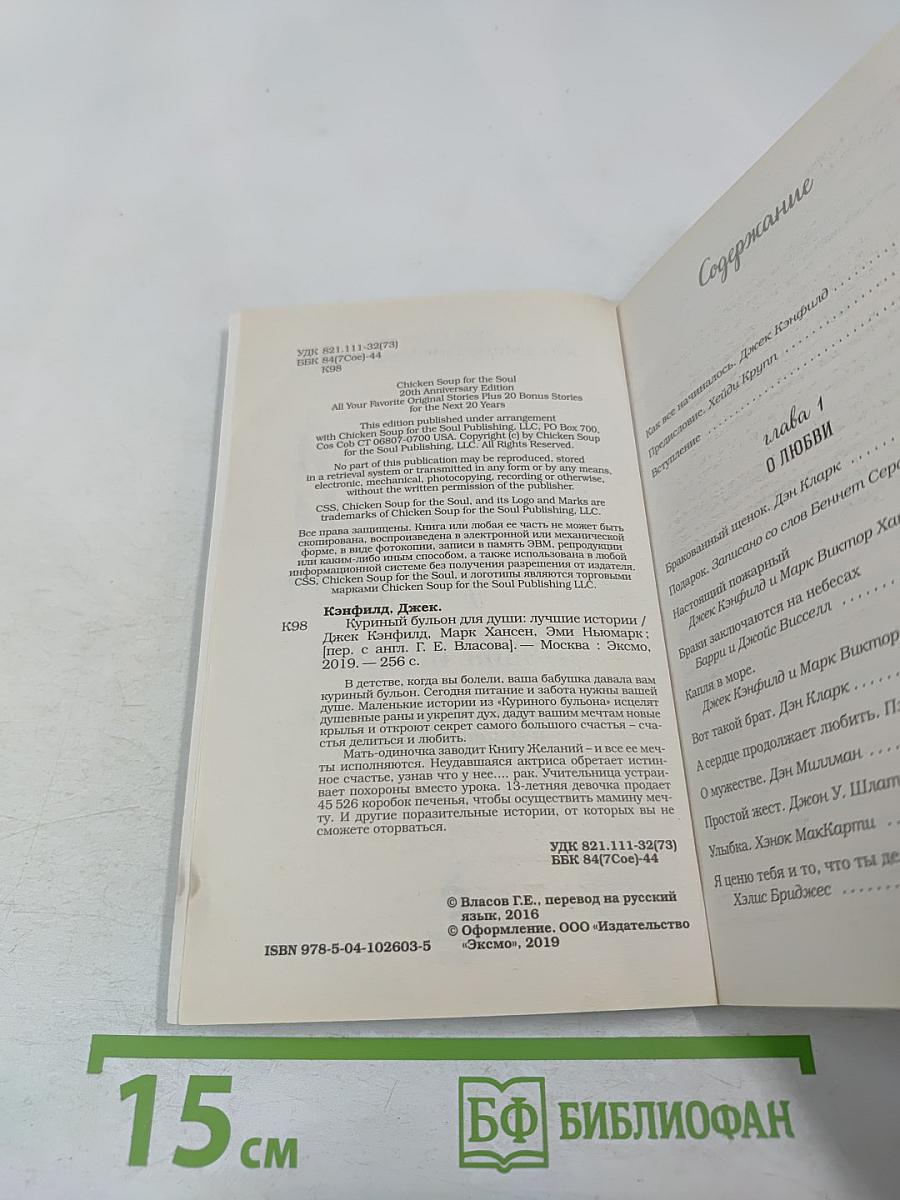 УДК 821.111-32(73)
ББК 84(7Сое)-44
К98
Chicken Soup for the Soul
20th Anniversary Edition
All Your Favorite Original Stories Plus 20 Bonus Stories
for the Next 20 Years
This edition published under arrangement
with Chicken Soup for the Soul Publishing, LLC, PO Box 700,
Cos Cob CT 06807-0700 USA. Copyright (c) by Chicken Soup
for the Soul Publishing, LLC. All Rights Reserved.
No part of this publication may be reproduced, stored
in a retrieval system or transmitted in any form or by any means,
electronic, mechanical, photocopying, recording or otherwise,
without the written permission of the publisher.
CSS, Chicken Soup for the Soul, and its Logo and Marks are
trademarks of Chicken Soup for the Soul Publishing, LLC.
Все права защищены. Книга или любая ее часть не может быть
скопирована, воспроизведена в электронной или механической
форме, в виде фотокопии, записи в память ЭВМ, репродукции
или каким-либо иным способом, а также использована в любой
информационной системе без получения разрешения от издателя.
CSS, Chicken Soup for the Soul, и логотипы являются торговыми
марками Chicken Soup for the Soul Publishing LLC.
Кэнфилд, Джек.
К98 Куриный бульон для души: лучшие истории /
Джек Кэнфилд, Марк Хансен, Эми Ньюмарк ;
[пер. с англ. Г. Е. Власова]. — Москва : Эксмо,
2019. — 256 с.
В детстве, когда вы болели, ваша бабушка давала вам
куриный бульон. Сегодня питание и забота нужны вашей
душе. Маленькие истории из «Куриного бульона» исцелят
душевные раны и укрепят дух, дадут вашим мечтам новые
крылья и откроют секрет самого большого счастья – сча-
стья делиться и любить.
Мать-одиночка заводит Книгу Желаний – и все ее меч-
ты исполняются. Неудавшаяся актриса обретает истин-
ное счастье, узнав что у нее.... рак. Учительница устраи-
вает похороны вместо урока. 13-летняя девочка продает
45 526 коробок печенья, чтобы осуществить мамину меч-
ту. И другие поразительные истории, от которых вы не
сможете оторваться.
УДК 821.111-32(73)
ББК 84(7Сое)-44
© Власов Г.Е., перевод на русский
язык, 2016
© Оформление. ООО «Издательство
«Эксмо», 2019
ISBN 978-5-04-102603-5
Содержание
Как все начиналось. Джек Кэнфилд
Предисловие. Хейди Крупп
Вступление
глава 1
О ЛЮБВИ
Бракованный щенок. Дэн Кларк
Подарок. Записано со слов Беннет Серф
Настоящий пожарный
Джек Кэнфилд и Марк Виктор Хан
Браки заключаются на небесах
Барри и Джойс Висселл
Капля в море.
Джек Кэнфилд и Марк Виктор
Вот такой брат. Дэн Кларк
А сердце продолжает любить. П
О мужестве. Дэн Миллман
Простой жест. Джон У. Шлат
Улыбка. Хэнок МакКарти
Я ценю тебя и то, что ты де
Хэлис Бриджес
15 см
БФ БИБЛИОФАН